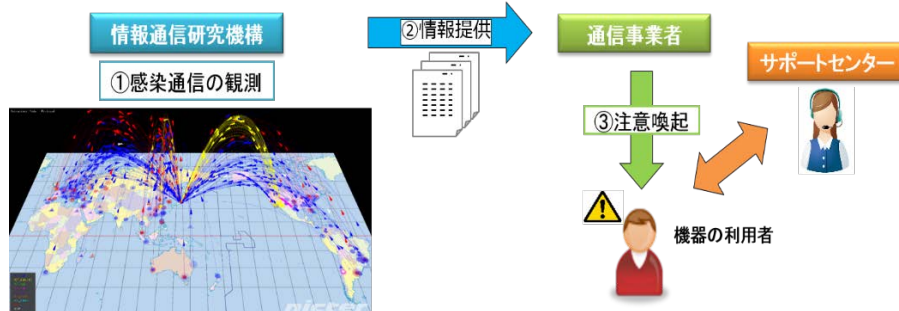 情報通信研究機構
①感染通信の観測
②情報提供
通信事業者
サポートセンター
③注意喚起
機器の利用者
nicter